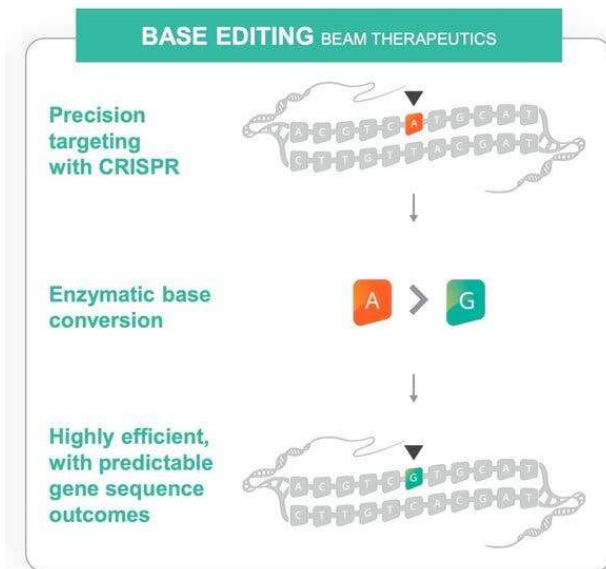 BASE EDITING BEAM THERAPEUTICS
Precision
targeting
with CRISPR
A C G T C A T G C A T
C T T G T T A C G A T
Enzymatic base
conversion
A > G
Highly efficient,
with predictable
gene sequence
outcomes
A C G T C G T G C A T
C T T G T C A C G A T